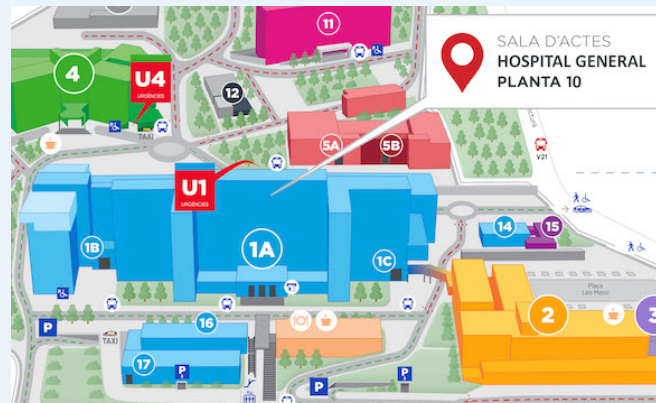 11
SALA D'ACTES
HOSPITAL GENERAL
PLANTA 10
4
U4
URGÈNCIES
TAXI
12
5A
5B
V21
U1
URGÈNCIES
1B
1A
1C
14
15
Plaça
Les Mossi
2
3
P
TAXI
16
17
P
P
P